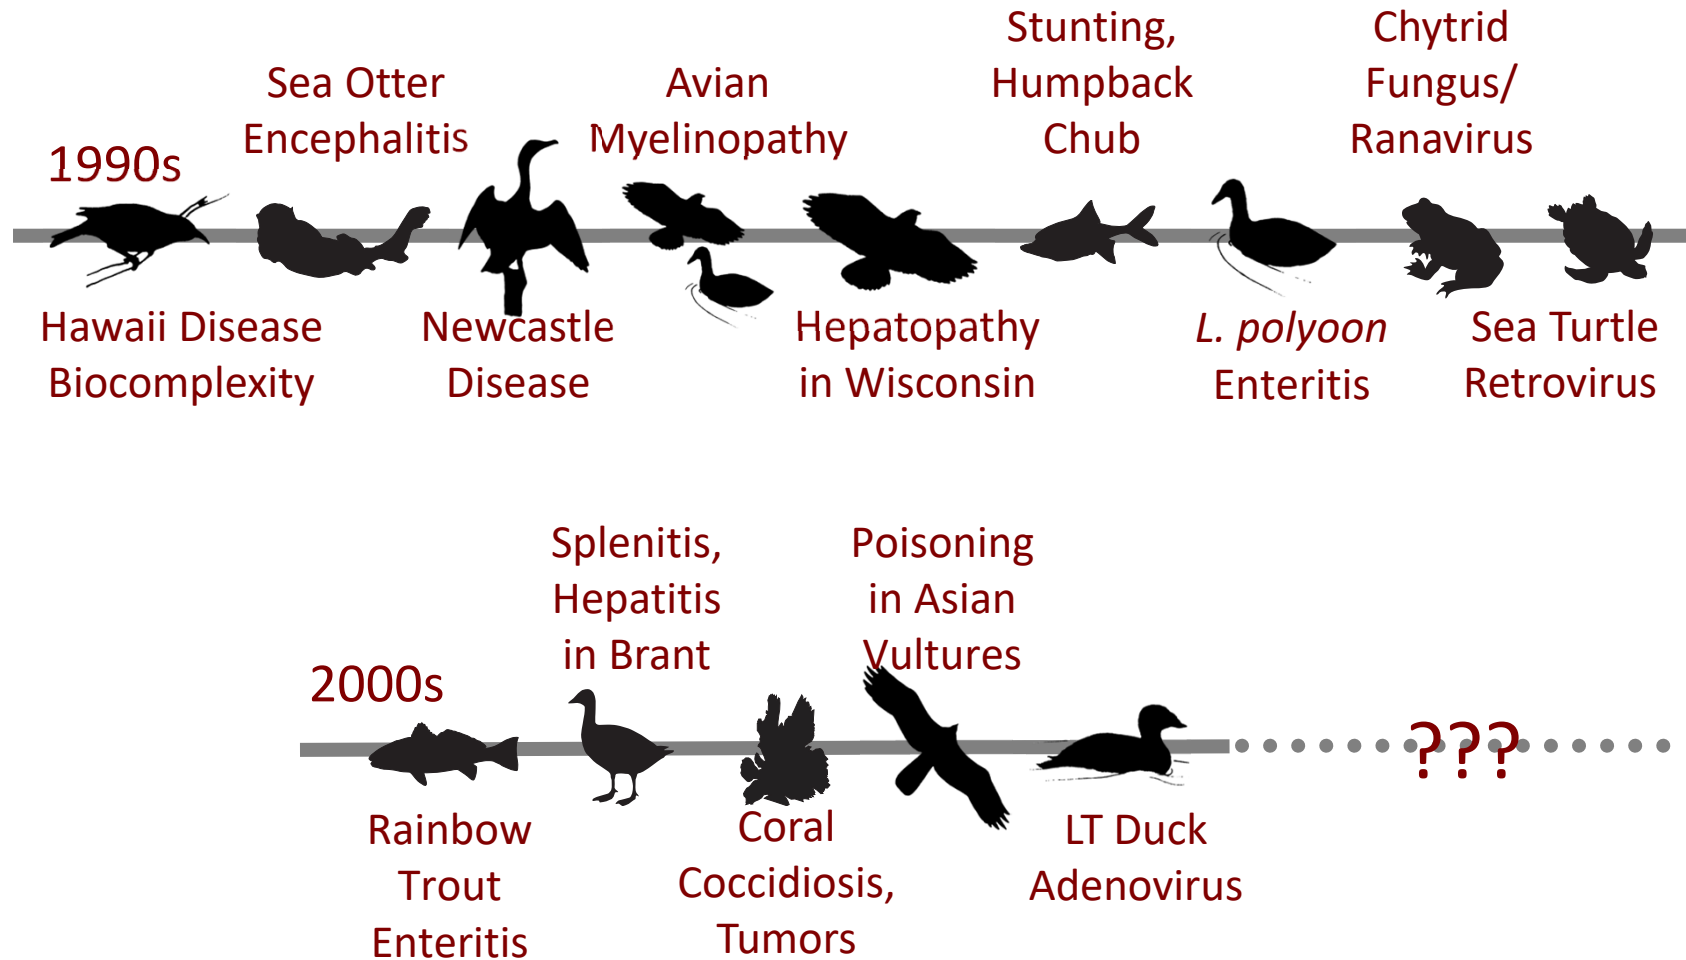 1990s
Hawaii Disease
Biocomplexity
Sea Otter
Encephalitis
Newcastle
Disease
Avian
Myelinopathy
Hepatopathy
in Wisconsin
Stunting,
Humpback
Chub
L. polyoon
Enteritis
Chytrid
Fungus/
Ranavirus
Sea Turtle
Retrovirus
2000s
Rainbow
Trout
Enteritis
Splenitis,
Hepatitis
in Brant
Coral
Coccidiosis,
Tumors
Poisoning
in Asian
Vultures
LT Duck
Adenovirus
???